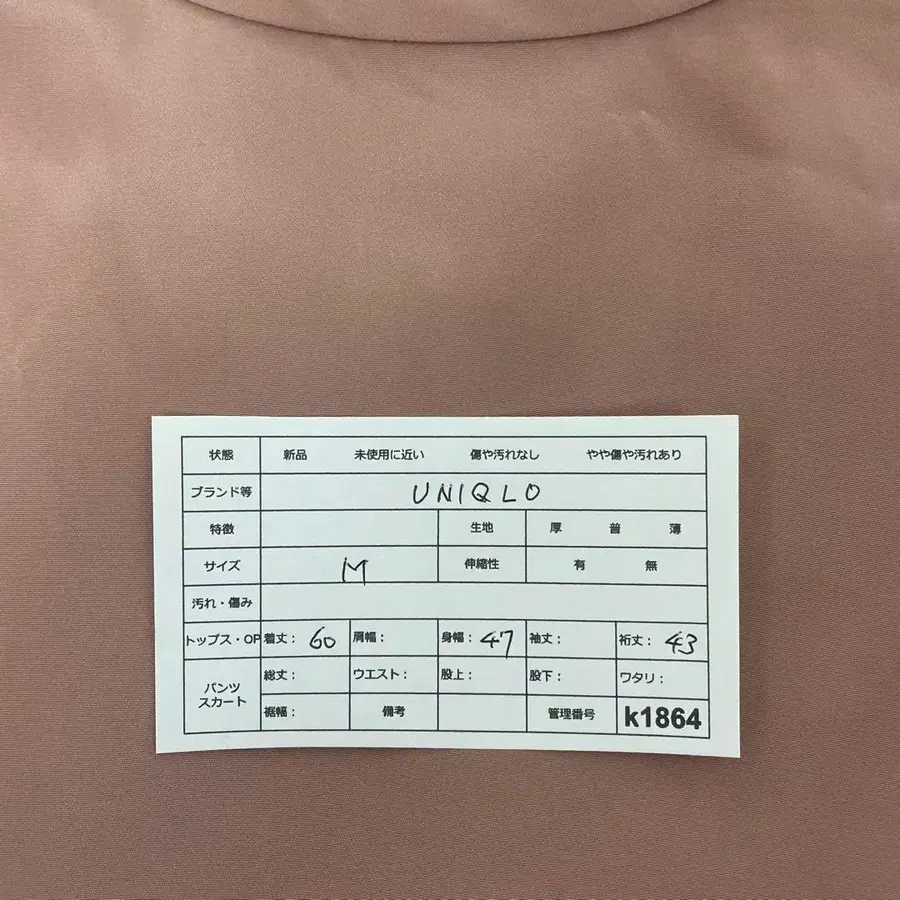 状態 新品 未使用に近い 傷や汚れなし やや傷や汚れあり
ブランド等 UNIQLO
特徴 生地 厚 普 薄
サイズ M 伸縮性 有 無
汚れ・傷み
トップス・OP 着丈： 60 肩幅： 身幅： 47 袖丈： 裄丈： 43
パンツ スカート 総丈： ウエスト： 股上： 股下： ワタリ：
裾幅： 備考 管理番号 k1864